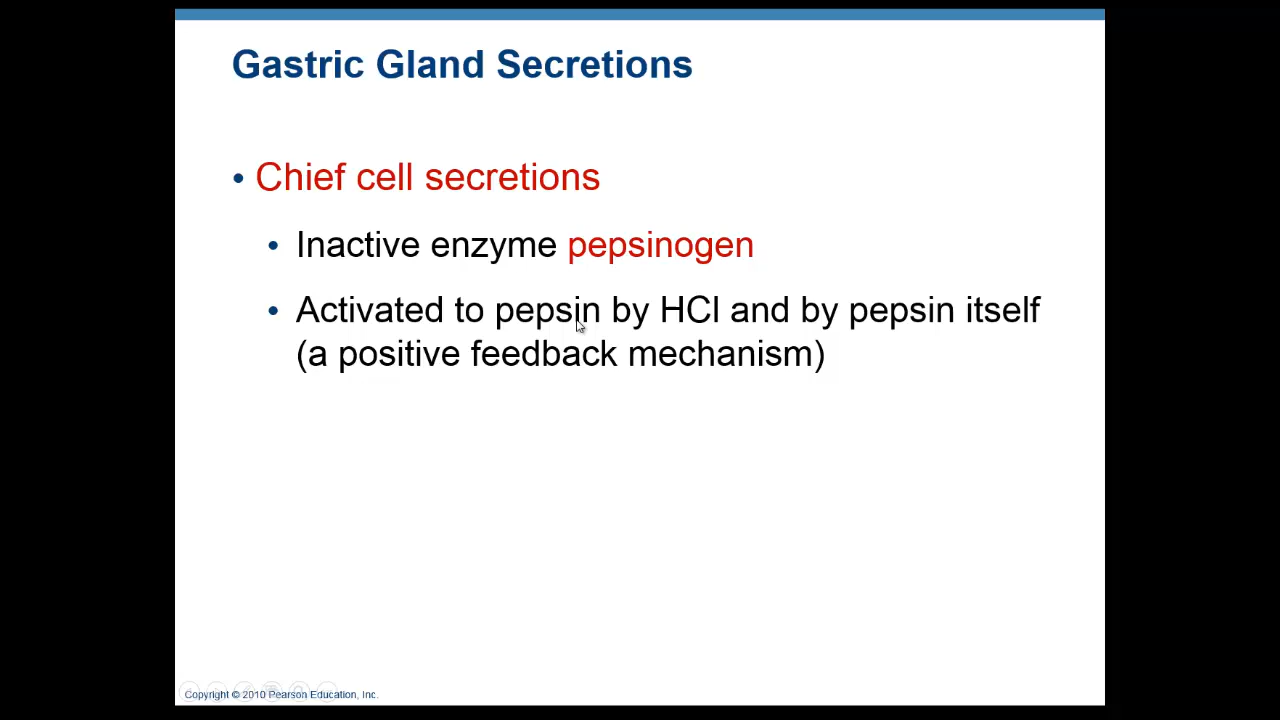 Gastric Gland Secretions
• Chief cell secretions
• Inactive enzyme pepsinogen
• Activated to pepsin by HCl and by pepsin itself
(a positive feedback mechanism)
Copyright © 2010 Pearson Education, Inc.